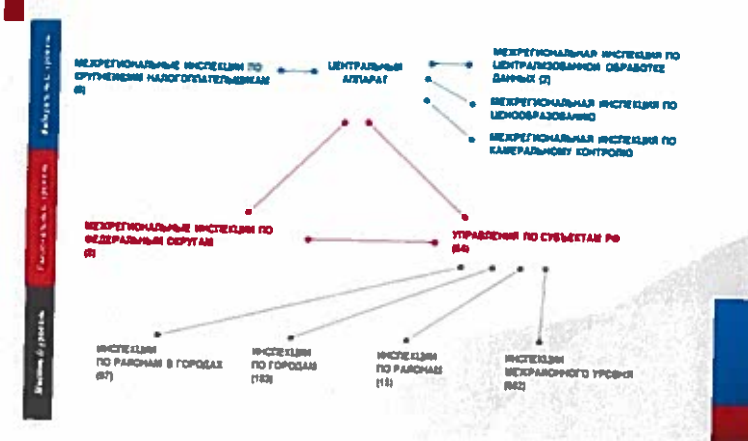 МЕЖРЕГИОНАЛЬНЫЕ ИНСПЕКЦИИ ПО
КРУПНЕЙШИМ НАЛОГОПЛАТЕЛЬЩИКАМ
ЦЕНТРАЛЬНЫЙ
АППАРАТ
МЕЖРЕГИОНАЛЬНАЯ ИНСПЕКЦИЯ ПО
ЦЕНТРАЛИЗОВАННОЙ ОБРАБОТКЕ
ДАННЫХ (2)
МЕЖРЕГИОНАЛЬНАЯ ИНСПЕКЦИЯ ПО
ЦЕНООБРАЗОВАНИЮ
МЕЖРЕГИОНАЛЬНАЯ ИНСПЕКЦИЯ ПО
КАМЕРАЛЬНОМУ КОНТРОЛЮ
МЕЖРЕГИОНАЛЬНЫЕ ИНСПЕКЦИИ ПО
ФЕДЕРАЛЬНЫМ ОКРУГАМ
УПРАВЛЕНИЯ ПО СУБЪЕКТАМ РФ
ИНСПЕКЦИИ
ПО РАЙОНАМ В ГОРОДАХ
ИНСПЕКЦИИ
ПО ГОРОДАМ
ИНСПЕКЦИИ
ПО РАЙОНАМ
ИНСПЕКЦИИ
МЕЖРАЙОННОГО УРОВНЯ